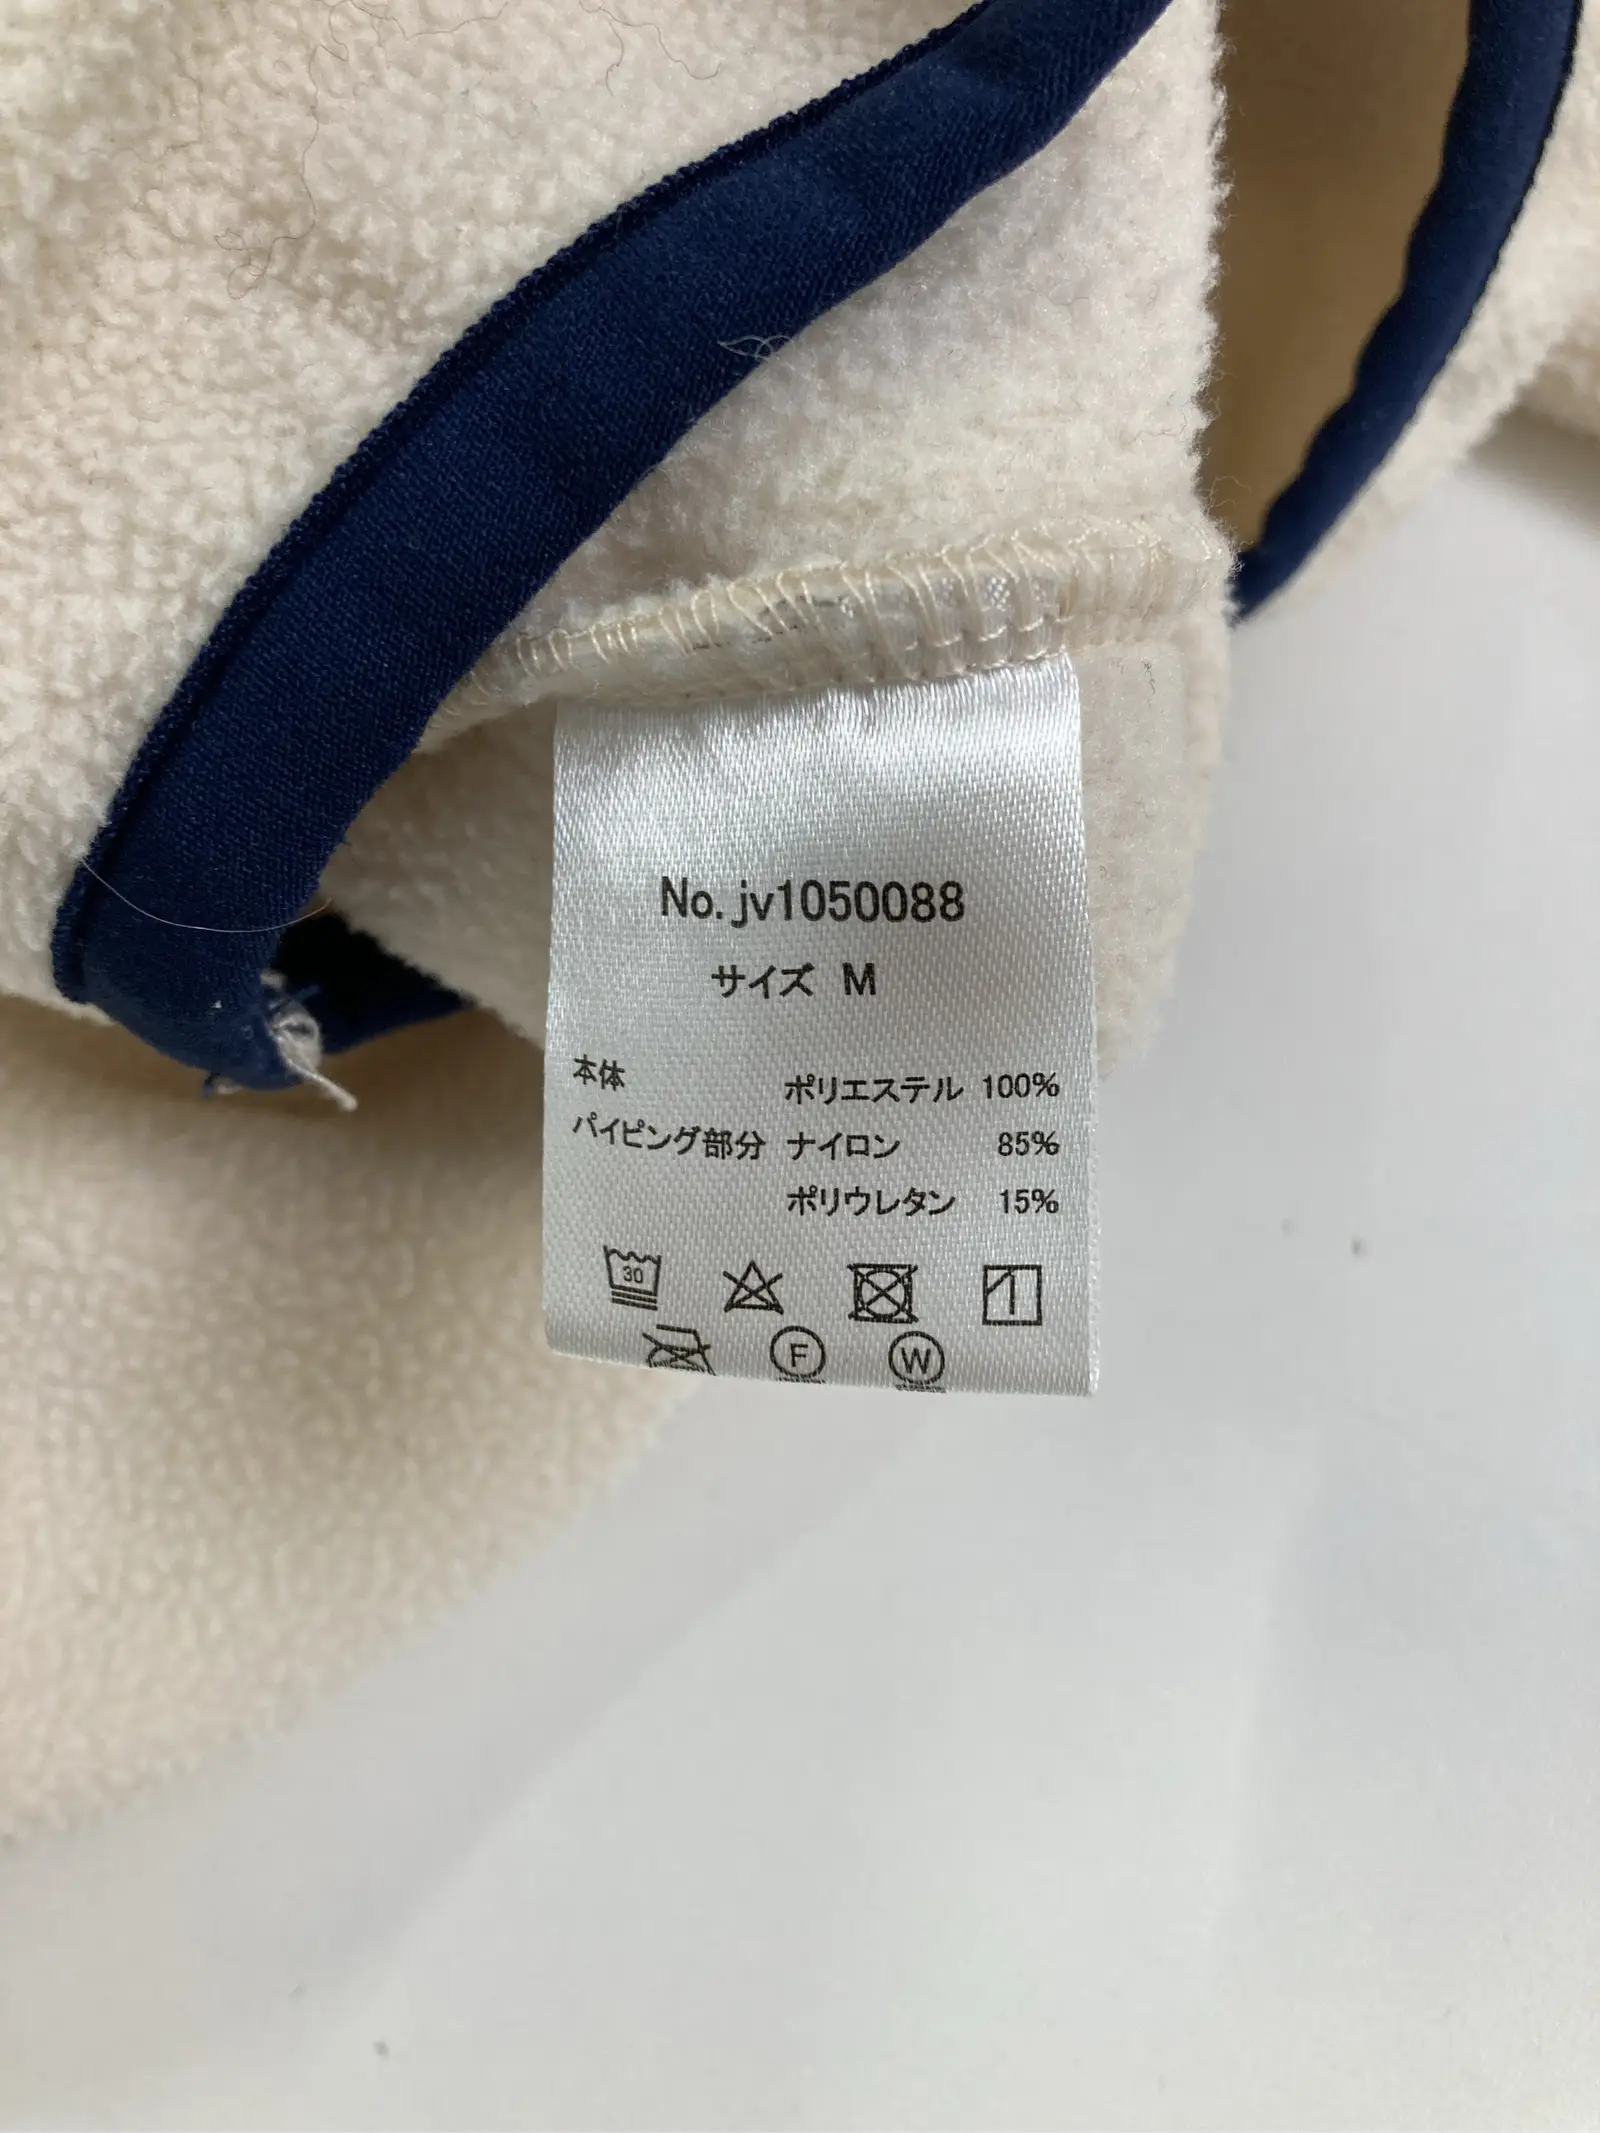 No. jv1050088
サイズ M
本体 ポリエステル 100%
パイピング部分 ナイロン 85%
ポリウレタン 15%
30
F W